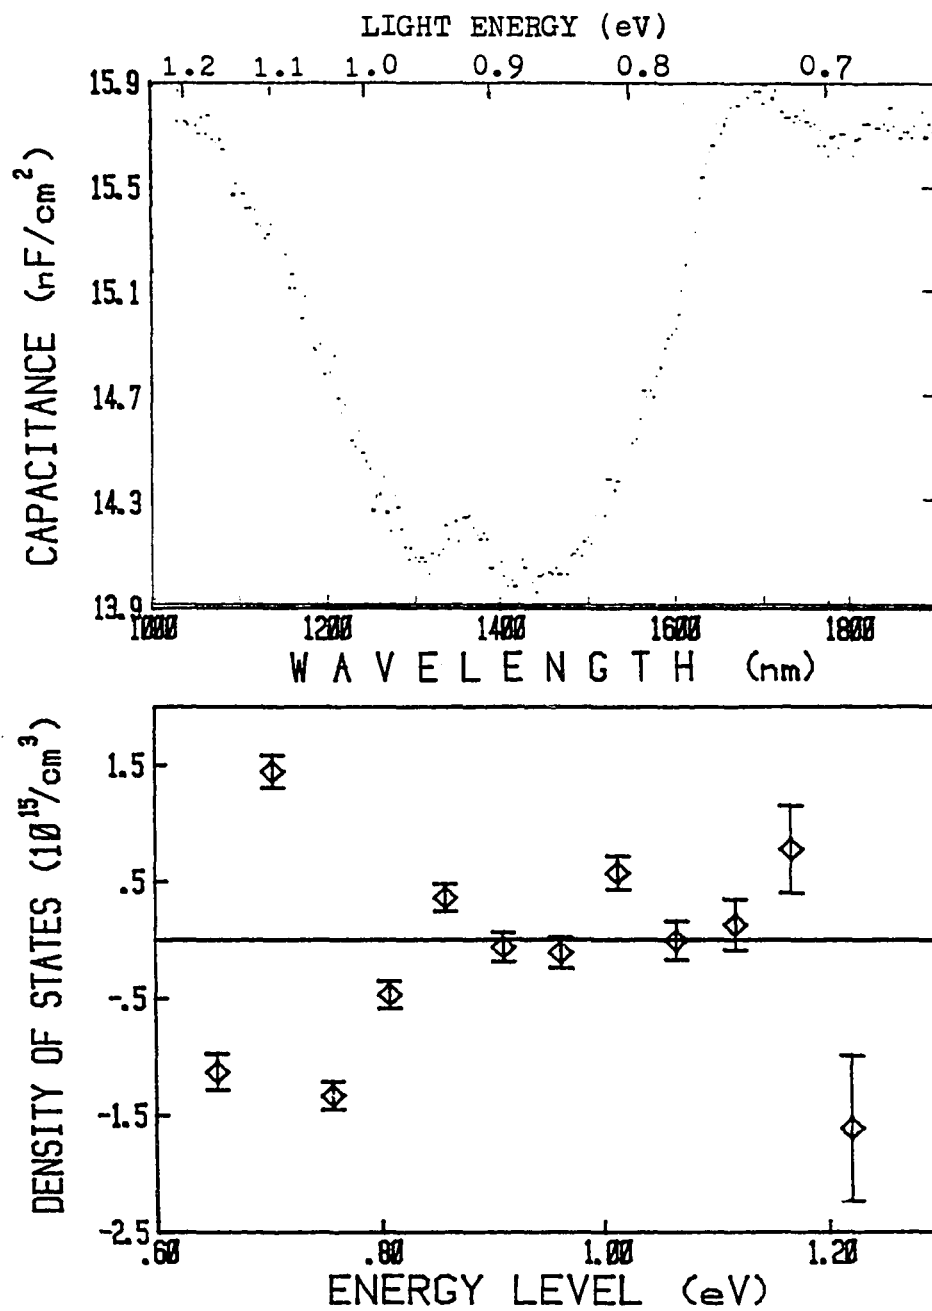 LIGHT ENERGY (eV)
1.2 1.1 1.0 0.9 0.8 0.7
CAPACITANCE (nF/cm²)
15.9
15.5
15.1
14.7
14.3
13.9
1000 1200 1400 1600 1800
WAVELENGTH (nm)
DENSITY OF STATES (10¹⁵/cm³)
1.5
.5
-.5
-1.5
-2.5
.60 .80 1.00 1.20
ENERGY LEVEL (eV)